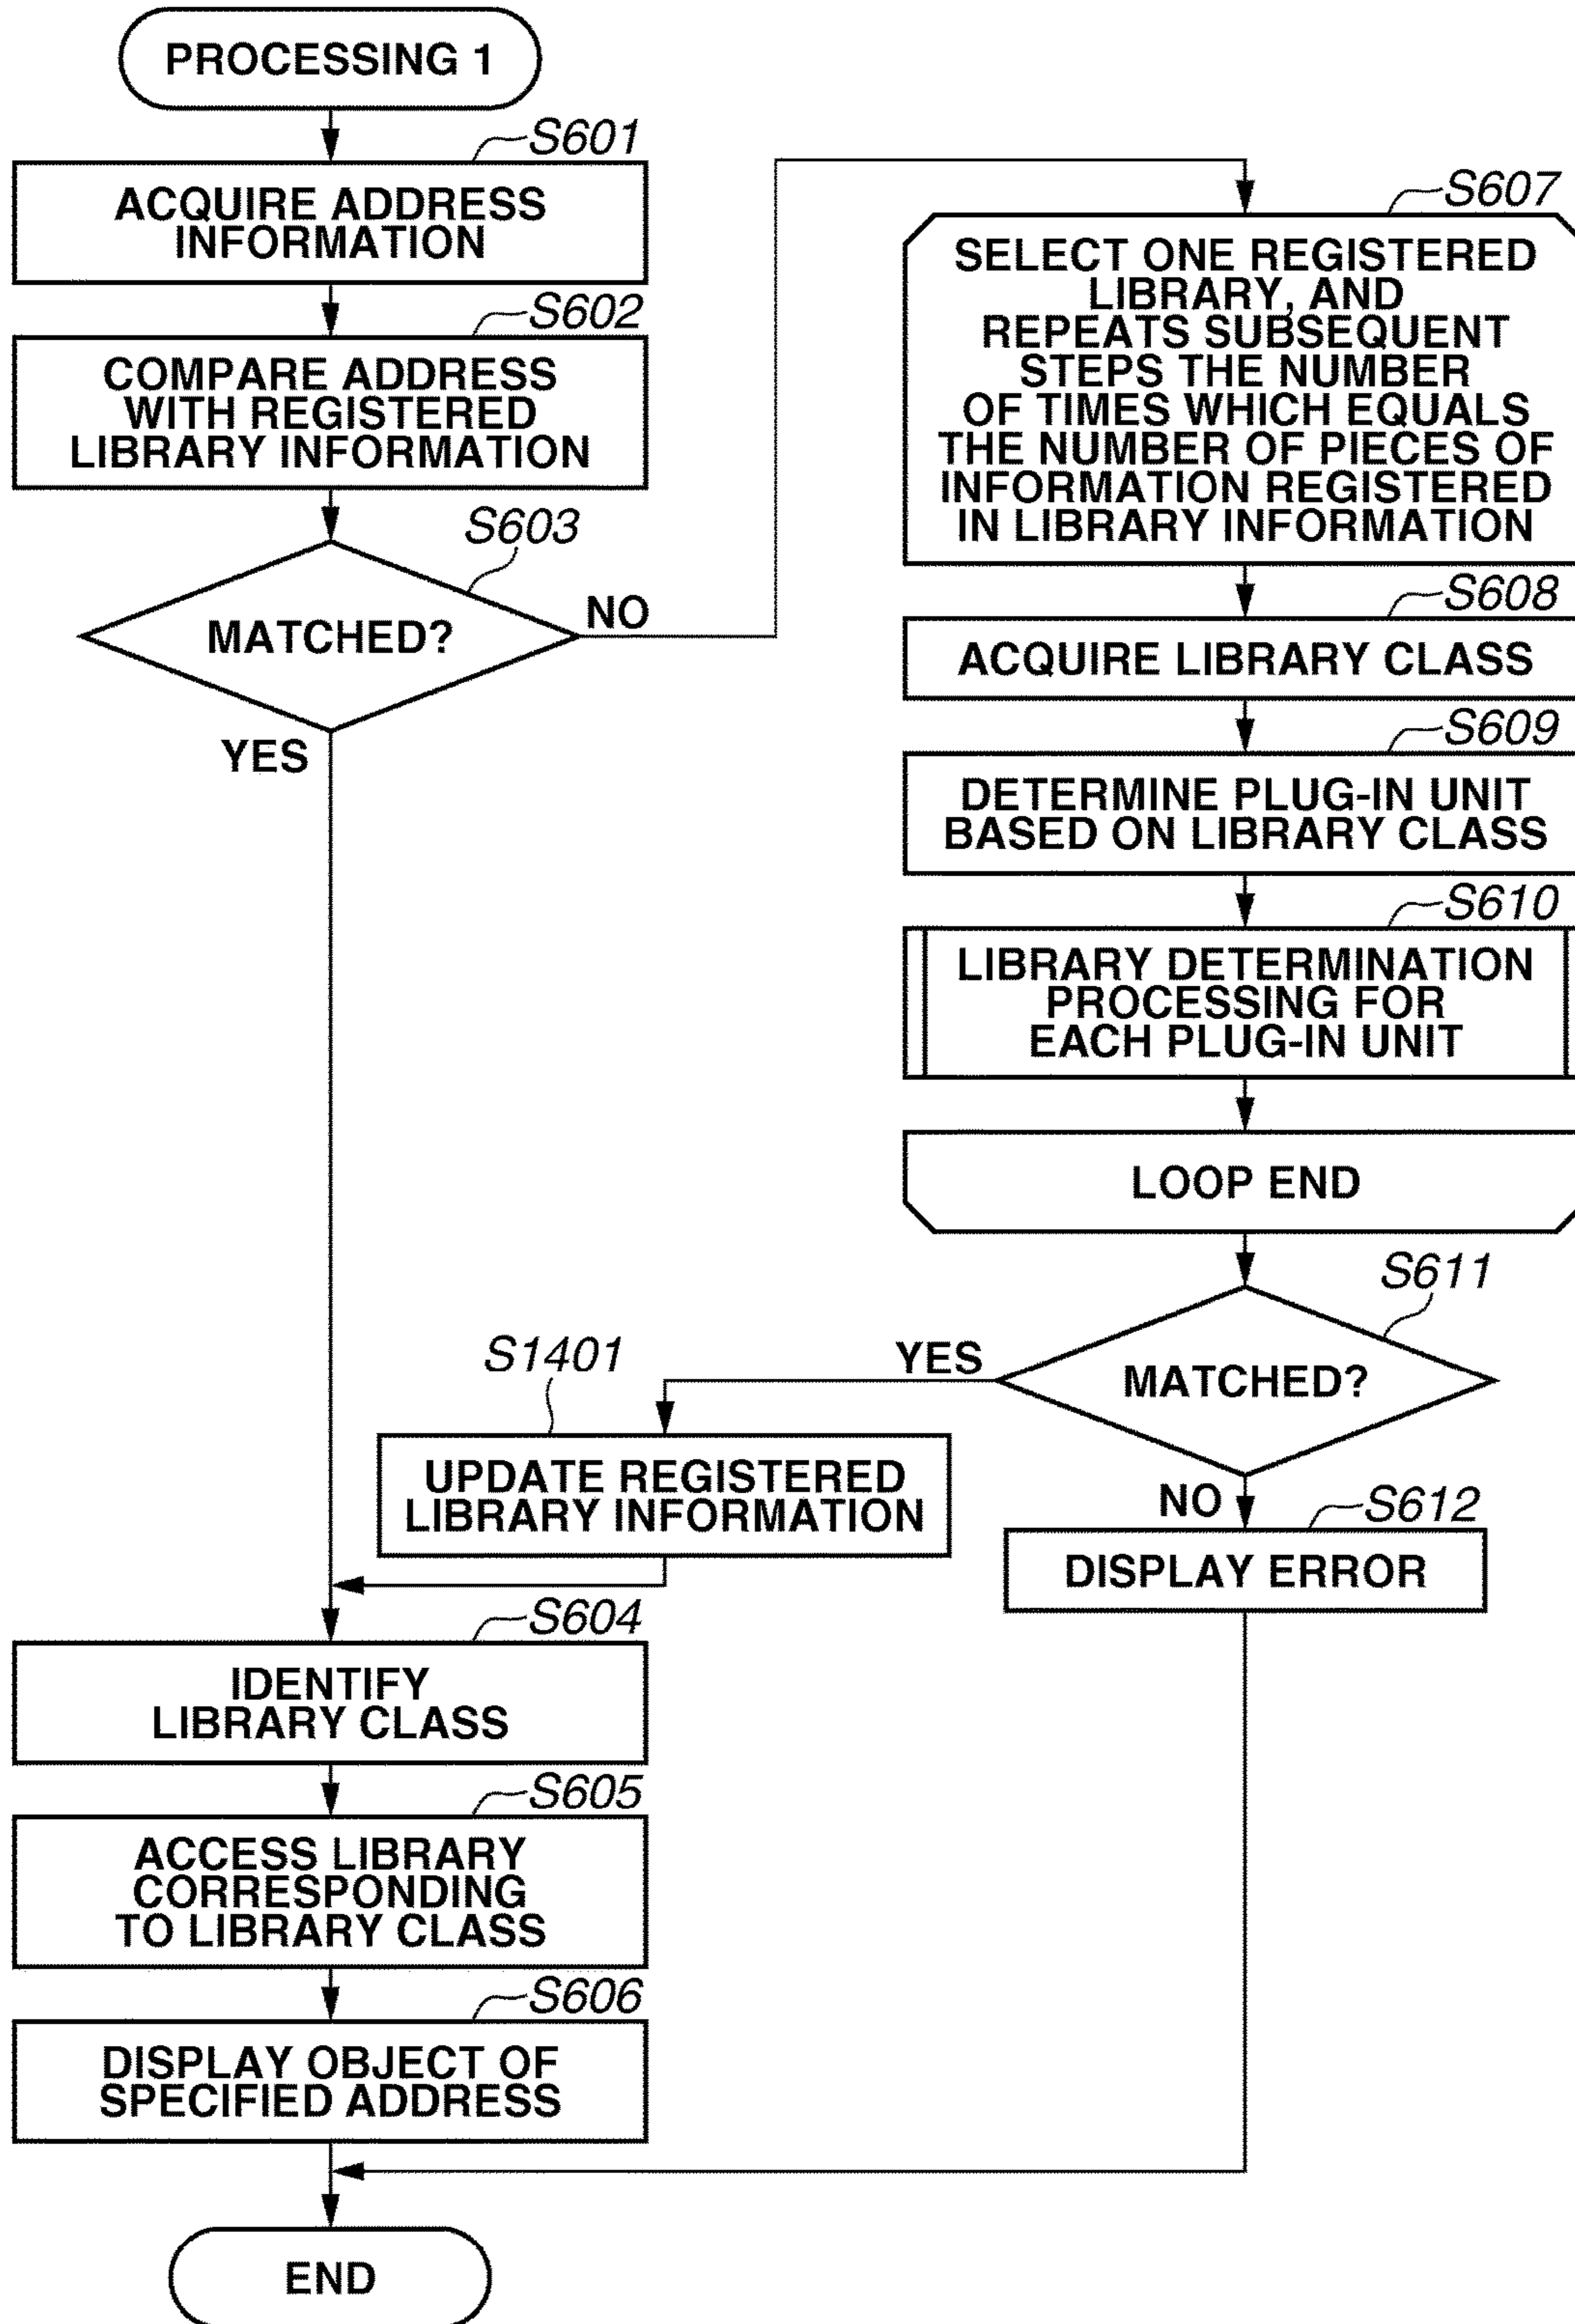 PROCESSING 1
S601
ACQUIRE ADDRESS
INFORMATION
S602
COMPARE ADDRESS
WITH REGISTERED
LIBRARY INFORMATION
S603
MATCHED?
NO
YES
S607
SELECT ONE REGISTERED
LIBRARY, AND
REPEATS SUBSEQUENT
STEPS THE NUMBER
OF TIMES WHICH EQUALS
THE NUMBER OF PIECES OF
INFORMATION REGISTERED
IN LIBRARY INFORMATION
S608
ACQUIRE LIBRARY CLASS
S609
DETERMINE PLUG-IN UNIT
BASED ON LIBRARY CLASS
S610
LIBRARY DETERMINATION
PROCESSING FOR
EACH PLUG-IN UNIT
LOOP END
S611
MATCHED?
YES
S1401
UPDATE REGISTERED
LIBRARY INFORMATION
NO
S612
DISPLAY ERROR
S604
IDENTIFY
LIBRARY CLASS
S605
ACCESS LIBRARY
CORRESPONDING
TO LIBRARY CLASS
S606
DISPLAY OBJECT OF
SPECIFIED ADDRESS
END